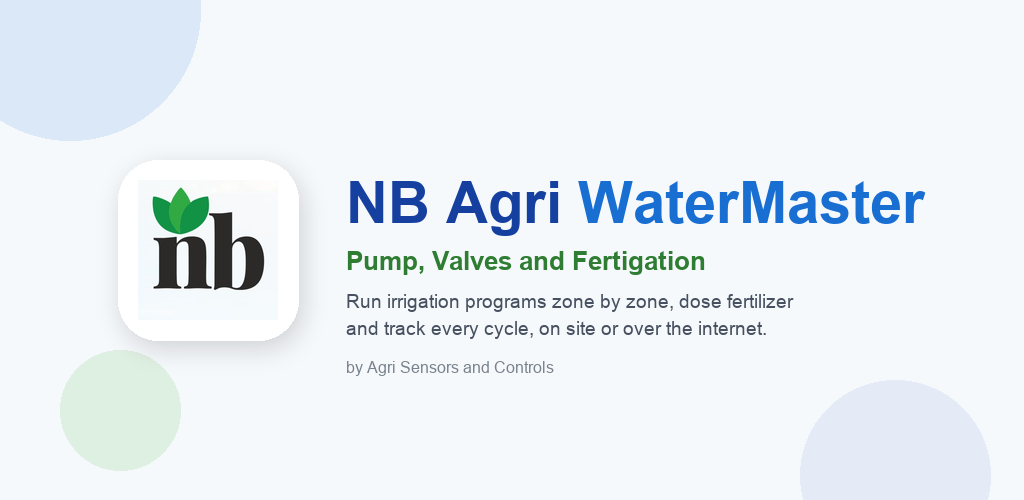 nb
NB Agri WaterMaster
Pump, Valves and Fertigation
Run irrigation programs zone by zone, dose fertilizer
and track every cycle, on site or over the internet.
by Agri Sensors and Controls